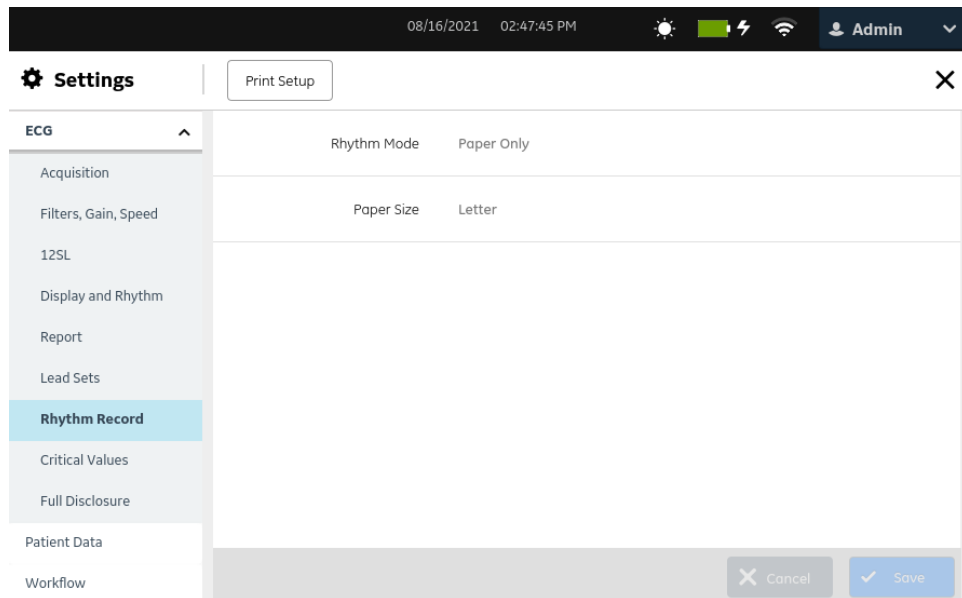 08/16/2021 02:47:45 PM Admin
Settings Print Setup
ECG
Rhythm Mode Paper Only
Acquisition
Paper Size Letter
Filters, Gain, Speed
12SL
Display and Rhythm
Report
Lead Sets
Rhythm Record
Critical Values
Full Disclosure
Patient Data
Workflow
Cancel Save